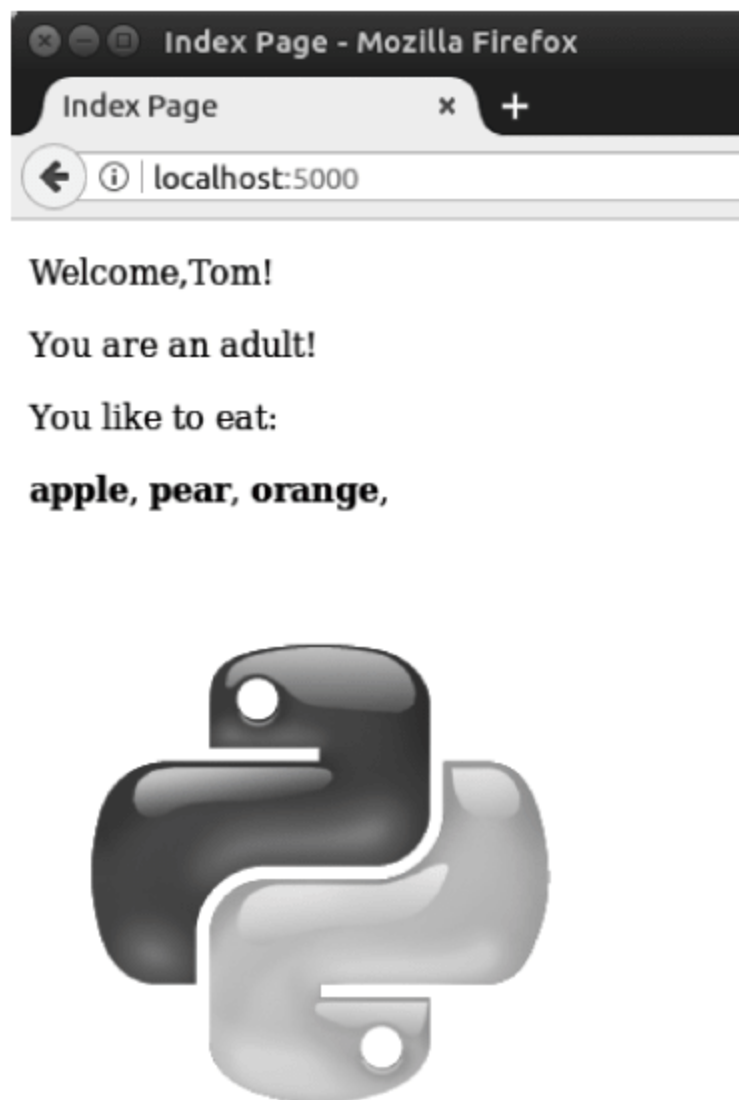 Index Page - Mozilla Firefox
Index Page
localhost:5000
Welcome,Tom!
You are an adult!
You like to eat:
apple, pear, orange,